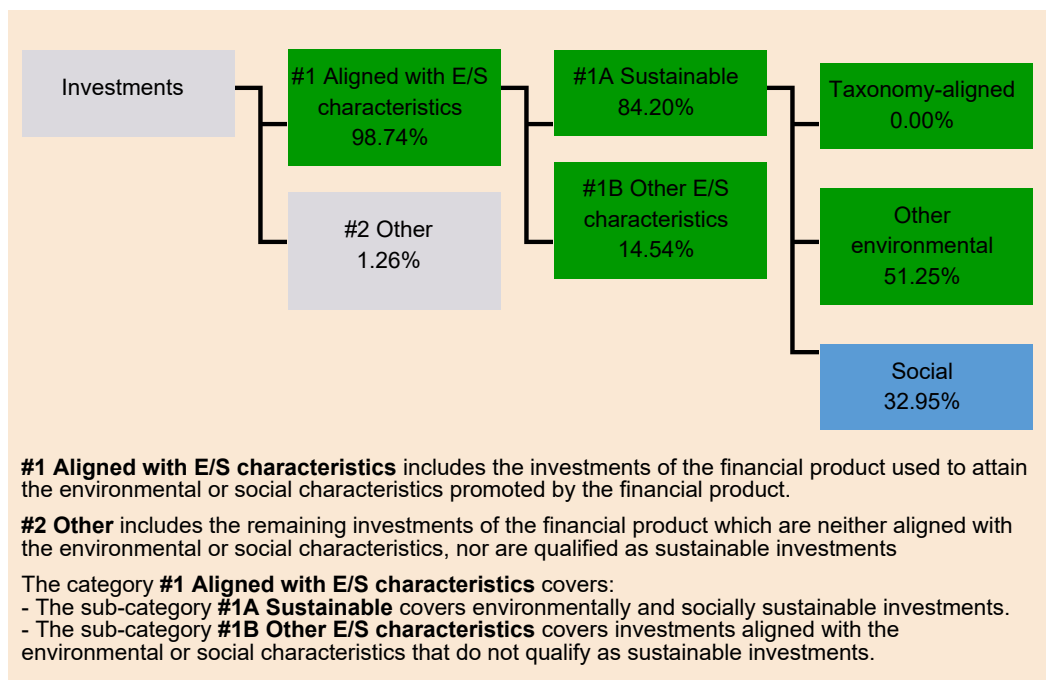 Investments
#1 Aligned with E/S
characteristics
98.74%
#2 Other
1.26%
#1A Sustainable
84.20%
#1B Other E/S
characteristics
14.54%
Taxonomy-aligned
0.00%
Other
environmental
51.25%
Social
32.95%
#1 Aligned with E/S characteristics includes the investments of the financial product used to attain
the environmental or social characteristics promoted by the financial product.
#2 Other includes the remaining investments of the financial product which are neither aligned with
the environmental or social characteristics, nor are qualified as sustainable investments
The category #1 Aligned with E/S characteristics covers:
- The sub-category #1A Sustainable covers environmentally and socially sustainable investments.
- The sub-category #1B Other E/S characteristics covers investments aligned with the
environmental or social characteristics that do not qualify as sustainable investments.